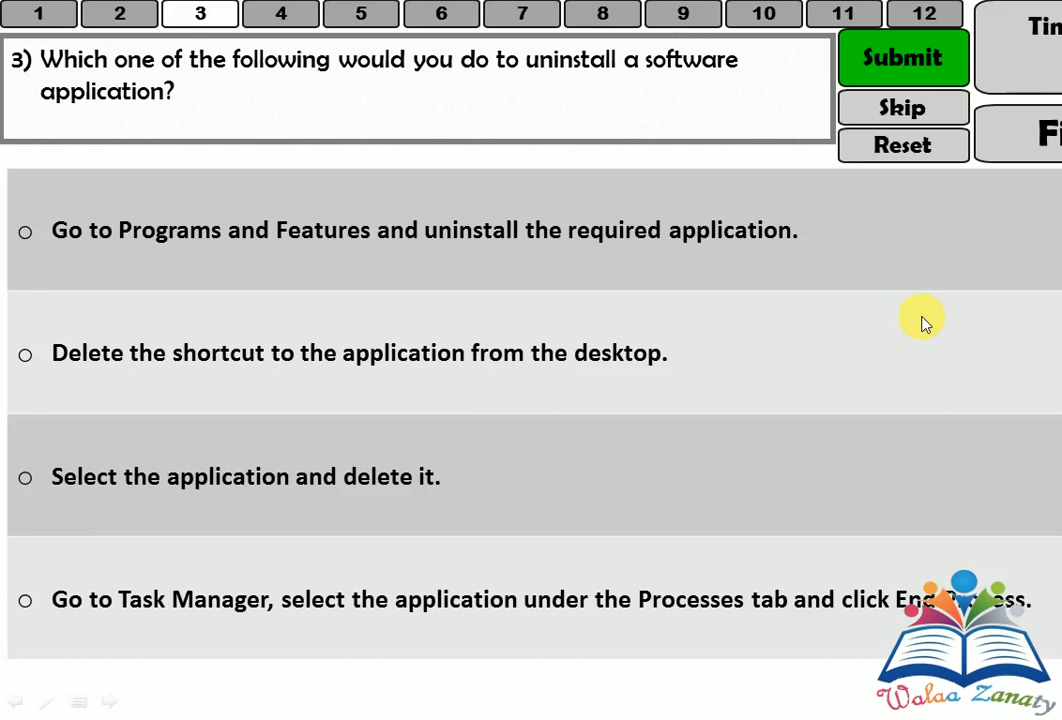 1 2 3 4 5 6 7 8 9 10 11 12
3) Which one of the following would you do to uninstall a software
application?
Submit
Skip
Reset
Go to Programs and Features and uninstall the required application.
Delete the shortcut to the application from the desktop.
Select the application and delete it.
Go to Task Manager, select the application under the Processes tab and click End Process.
Walaa Zanaty